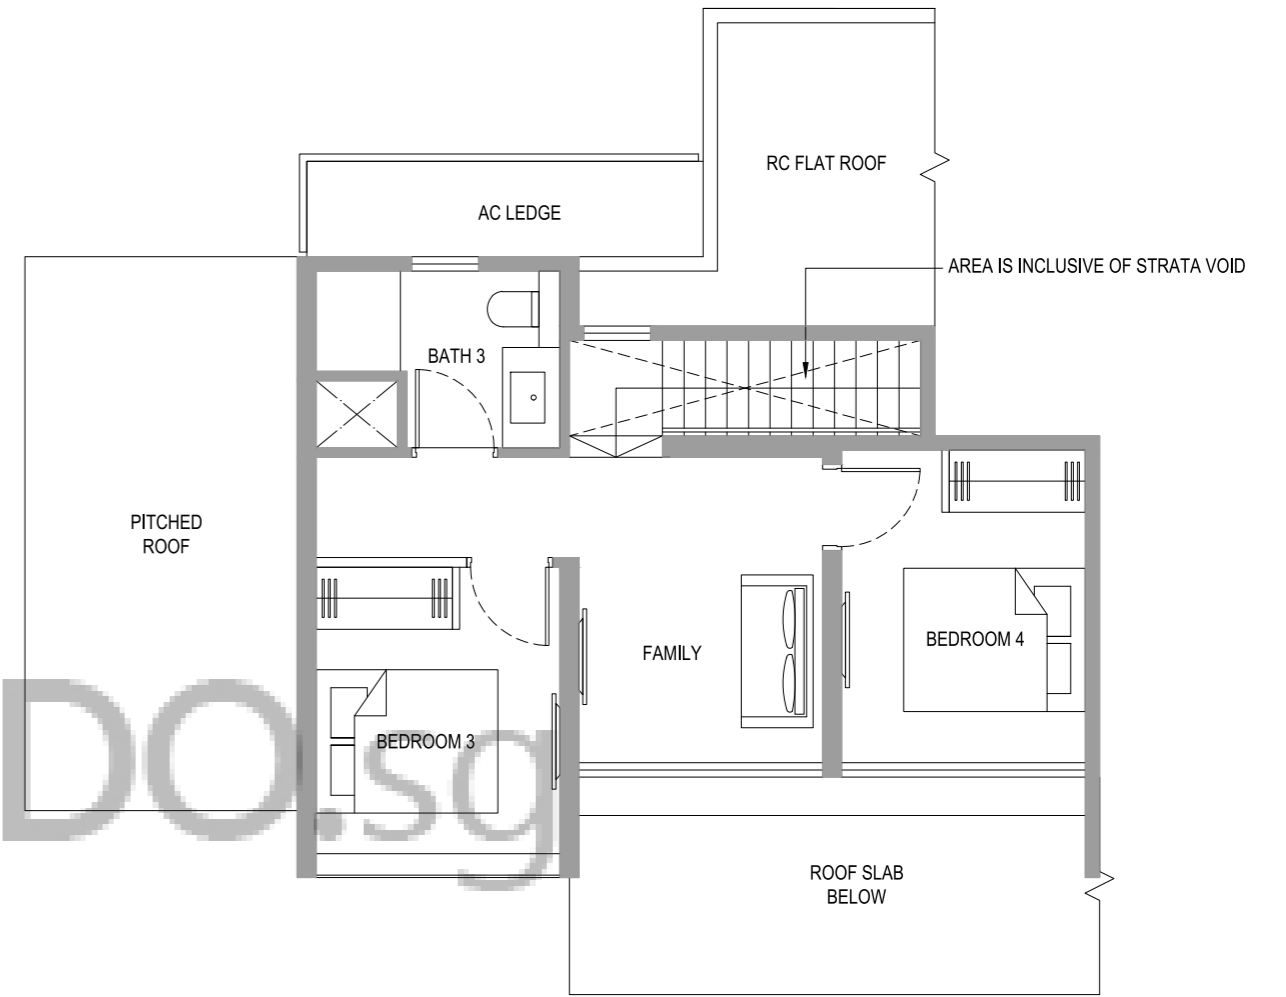 RC FLAT ROOF
AC LEDGE
AREA IS INCLUSIVE OF STRATA VOID
BATH 3
PITCHED
ROOF
BEDROOM 4
FAMILY
BEDROOM 3
DO.sg
ROOF SLAB
BELOW